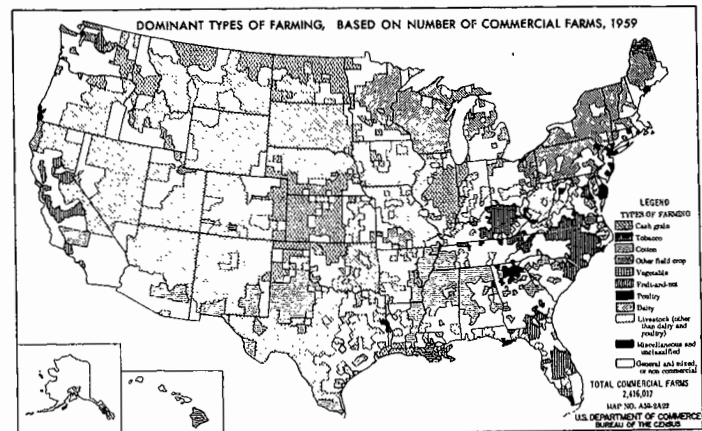 DOMINANT TYPES OF FARMING, BASED ON NUMBER OF COMMERCIAL FARMS, 1959
LEGEND
TYPES OF FARMING
Cash grain
Tobacco
Cotton
Other field crop
Vegetable
Fruit-and-nut
Poultry
Dairy
Livestock (other
than dairy and
poultry)
Miscellaneous and
unclassified
General and mixed,
or non commercial
TOTAL COMMERCIAL FARMS
2,416,017
MAP NO. A59-2A22
U.S. DEPARTMENT OF COMMERCE
BUREAU OF THE CENSUS